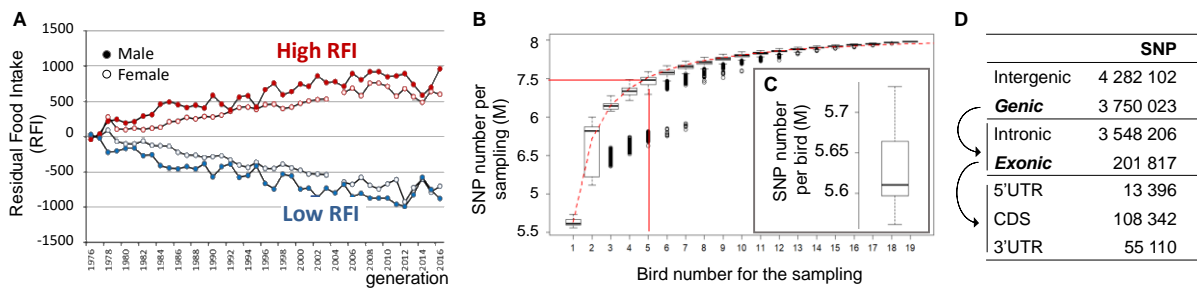 A
Residual Food Intake
(RFI)
1500
1000
500
0
-500
-1000
-1500
Male
Female
High RFI
Low RFI
1976
1978
1980
1982
1984
1986
1988
1990
1992
1994
1996
1998
2000
2002
2004
2006
2008
2010
2012
2014
2016
generation
B
SNP number per
sampling (M)
8
7.5
6
6.5
5
5.5
1 2 3 4 5 6 7 8 9 10 11 12 13 14 15 16 17 18 19
Bird number for the sampling
C
SNP number
per bird (M)
5.7
5.65
5.6
D
SNP
Intergenic 4 282 102
Genic 3 750 023
Intronic 3 548 206
Exonic 201 817
5'UTR 13 396
CDS 108 342
3'UTR 55 110